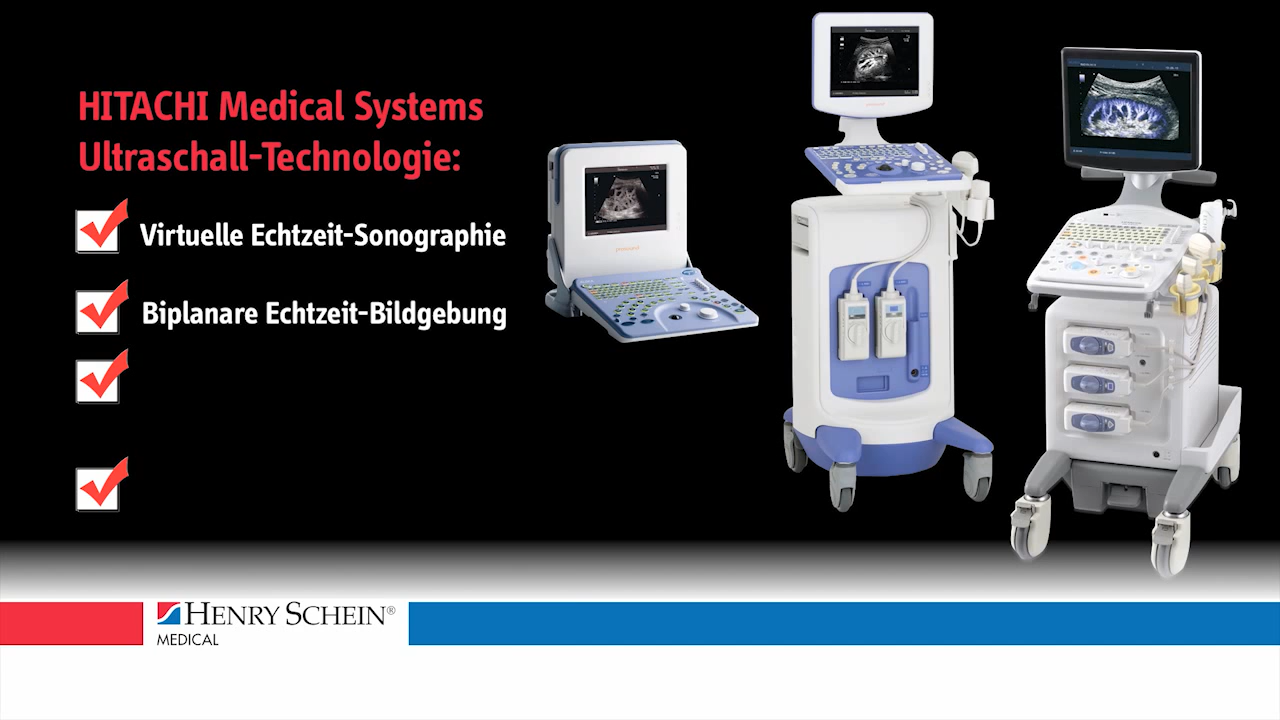 HITACHI Medical Systems
Ultraschall-Technologie:
Virtuelle Echtzeit-Sonographie
Biplanare Echtzeit-Bildgebung
HENRY SCHEIN®
MEDICAL